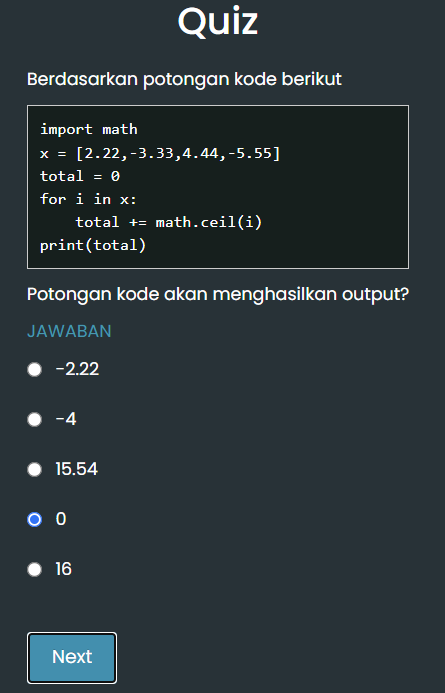 Quiz
Berdasarkan potongan kode berikut
import math
x = [2.22,-3.33,4.44,-5.55]
total = 0
for i in x:
    total += math.ceil(i)
print(total)
Potongan kode akan menghasilkan output?
JAWABAN
-2.22
-4
15.54
0
16
Next